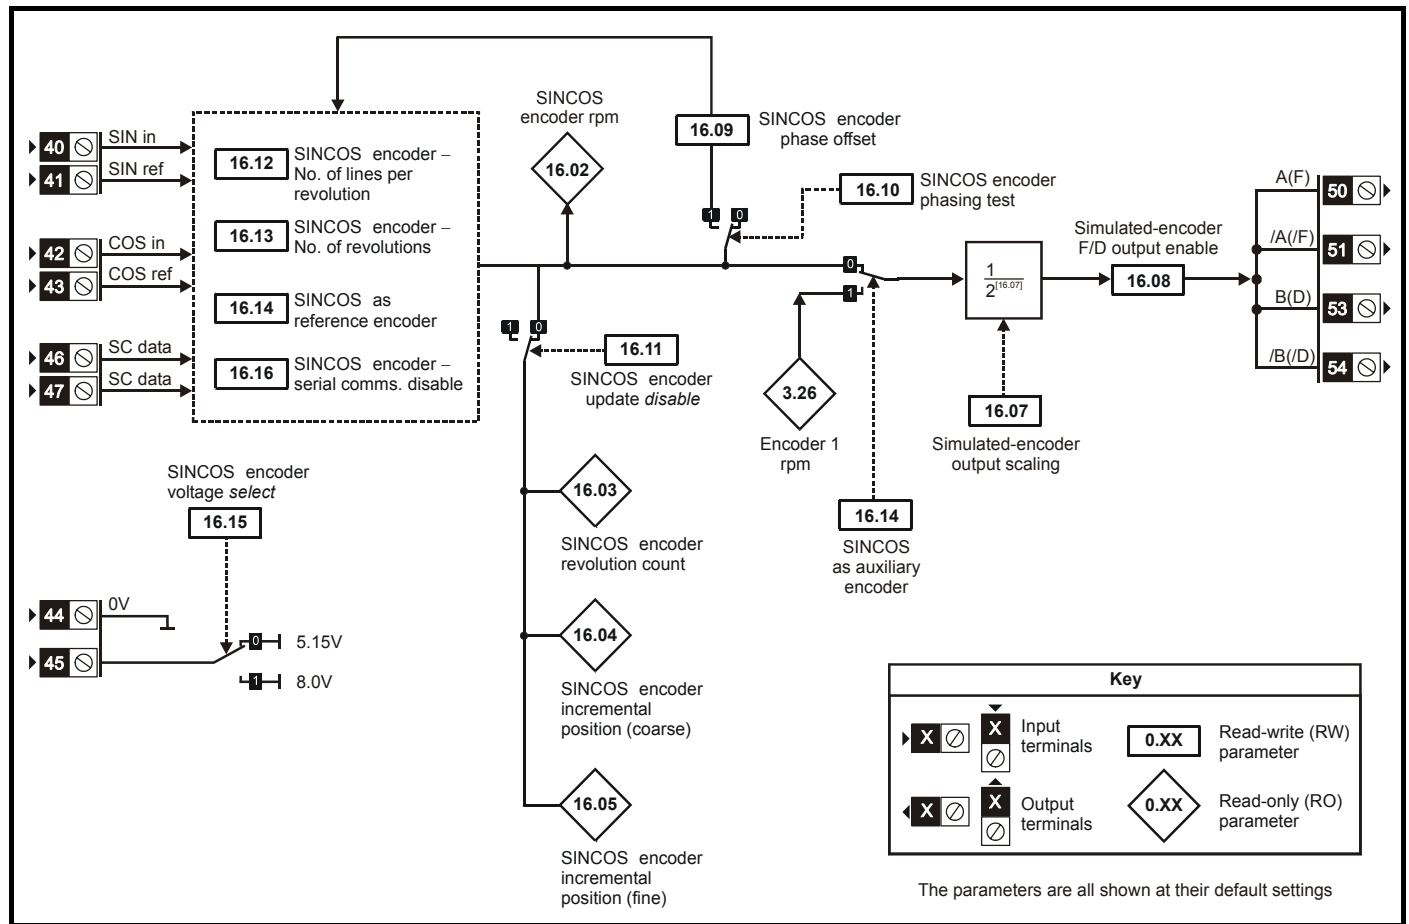 40
SIN in
41
SIN ref
42
COS in
43
COS ref
46
SC data
47
SC data
16.12
SINCOS encoder –
No. of lines per
revolution
16.13
SINCOS encoder –
No. of revolutions
16.14
SINCOS as
reference encoder
16.16
SINCOS encoder –
serial comms. disable
SINCOS
encoder rpm
16.02
16.09
SINCOS encoder
phase offset
1
0
16.10
SINCOS encoder
phasing test
1
0
16.11
SINCOS encoder
update disable
0
1
3.26
Encoder 1
rpm
1
2[16.07]
16.07
Simulated-encoder
output scaling
Simulated-encoder
F/D output enable
16.08
A(F)
50
/A(/F)
51
B(D)
53
/B(/D)
54
16.14
SINCOS
as auxiliary
encoder
16.03
SINCOS encoder
revolution count
16.04
SINCOS encoder
incremental
position (coarse)
16.05
SINCOS encoder
incremental
position (fine)
SINCOS encoder
voltage select
16.15
44
0V
45
0
5.15V
1
8.0V
Key
X
X
Input
terminals
0.XX
Read-write (RW)
parameter
X
X
Output
terminals
0.XX
Read-only (RO)
parameter
The parameters are all shown at their default settings